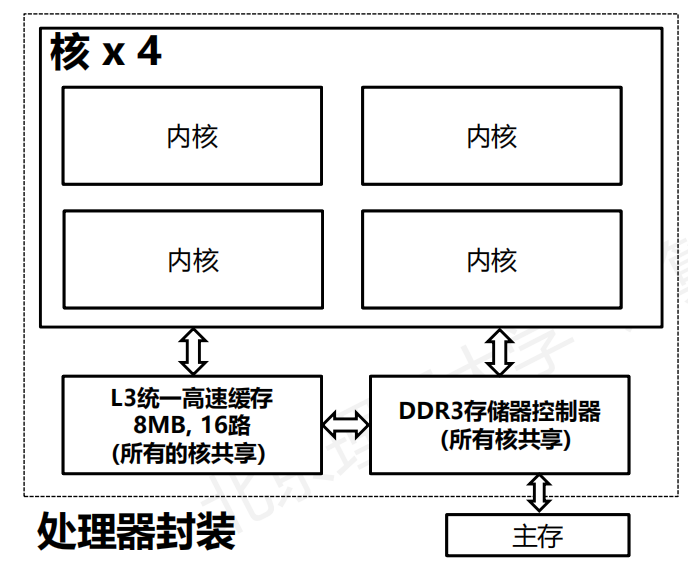 核 x 4
内核
内核
内核
内核
L3统一高速缓存
8MB, 16路
(所有的核共享)
DDR3存储器控制器
(所有核共享)
处理器封装
主存